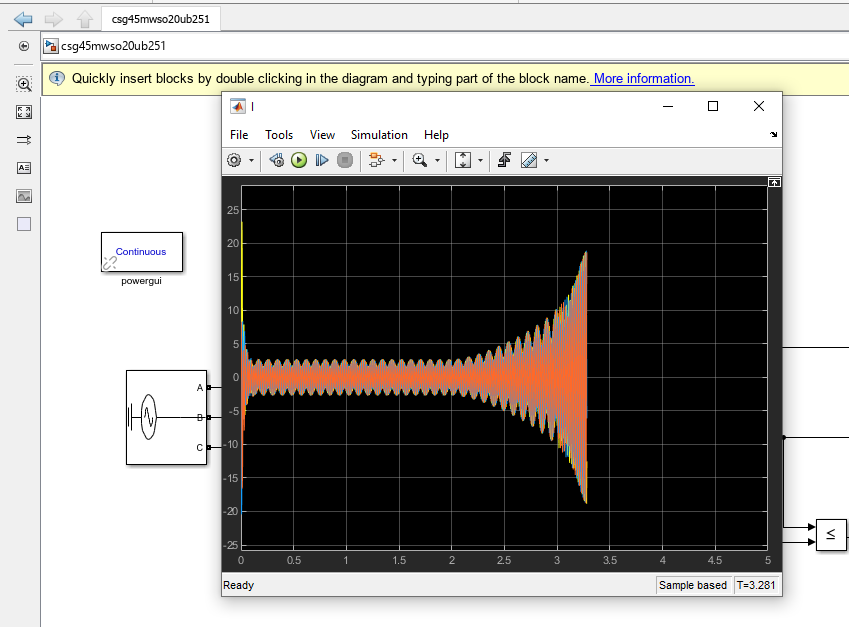 csg45mwso20ub251
csg45mwso20ub251
Quickly insert blocks by double clicking in the diagram and typing part of the block name. More information.
I
File Tools View Simulation Help
Continuous
powergui
A
B
C
25
20
15
10
5
0
-5
-10
-15
-20
-25
0 0.5 1 1.5 2 2.5 3 3.5 4 4.5 5
≤
Ready Sample based T=3.281